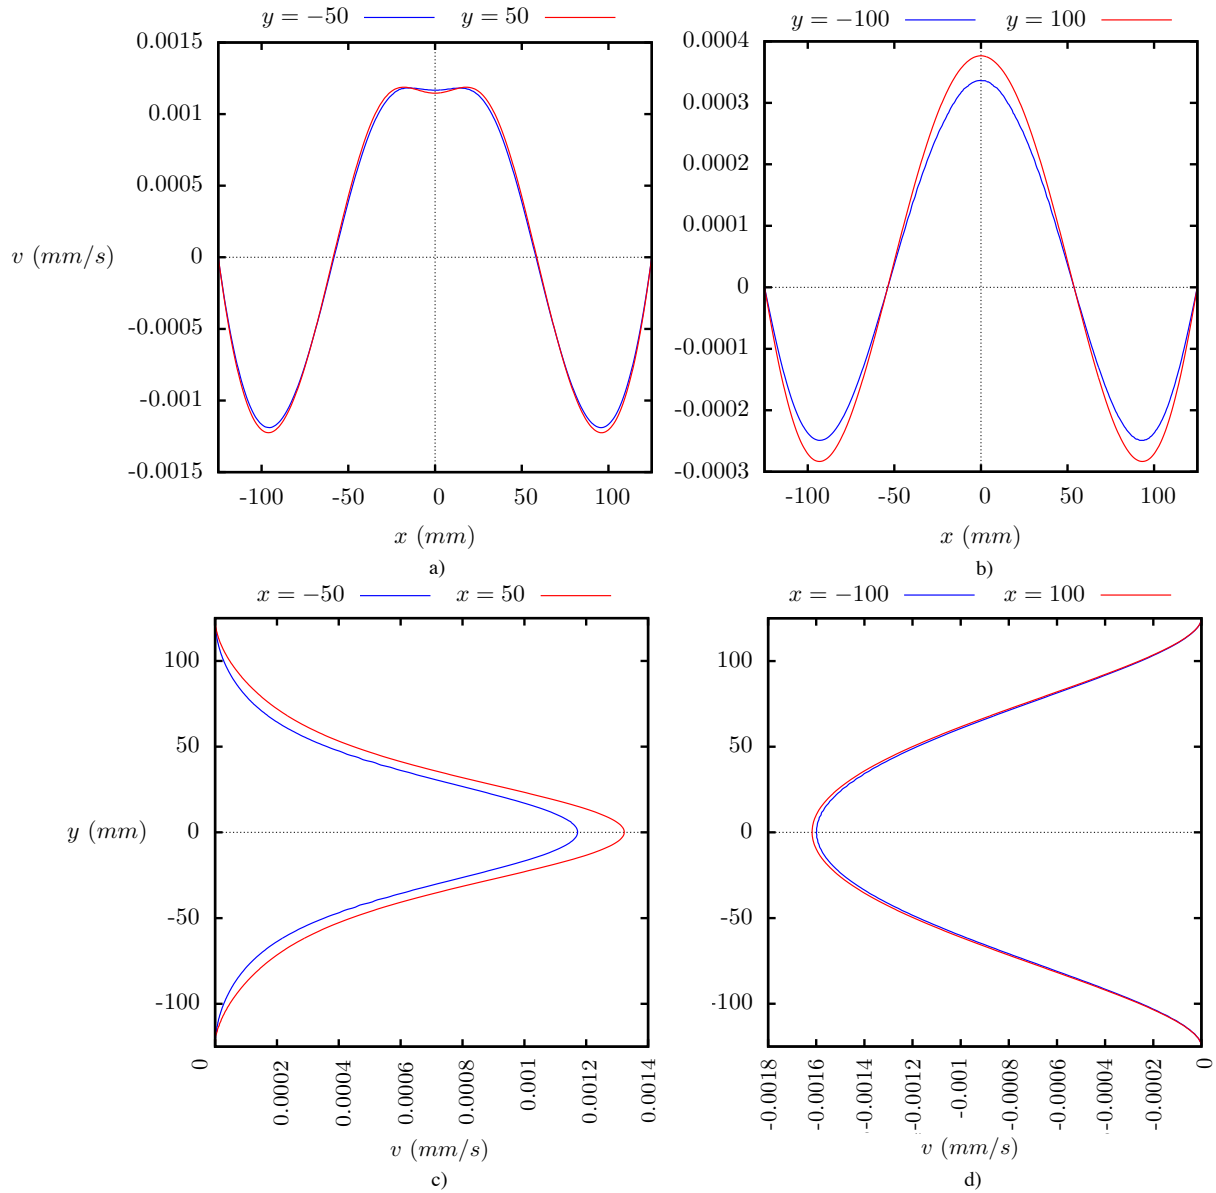 y = −50 y = 50
0.0015
0.001
0.0005
0
-0.0005
-0.001
-0.0015
v (mm/s)
-100 -50 0 50 100
x (mm)
a)
y = −100 y = 100
0.0004
0.0003
0.0002
0.0001
0
-0.0001
-0.0002
-0.0003
-100 -50 0 50 100
x (mm)
b)
x = −50 x = 50
100
50
0
-50
-100
y (mm)
0 0.0002 0.0004 0.0006 0.0008 0.001 0.0012 0.0014
v (mm/s)
c)
x = −100 x = 100
100
50
0
-50
-100
-0.0018 -0.0016 -0.0014 -0.0012 -0.001 -0.0008 -0.0006 -0.0004 -0.0002 0
v (mm/s)
d)